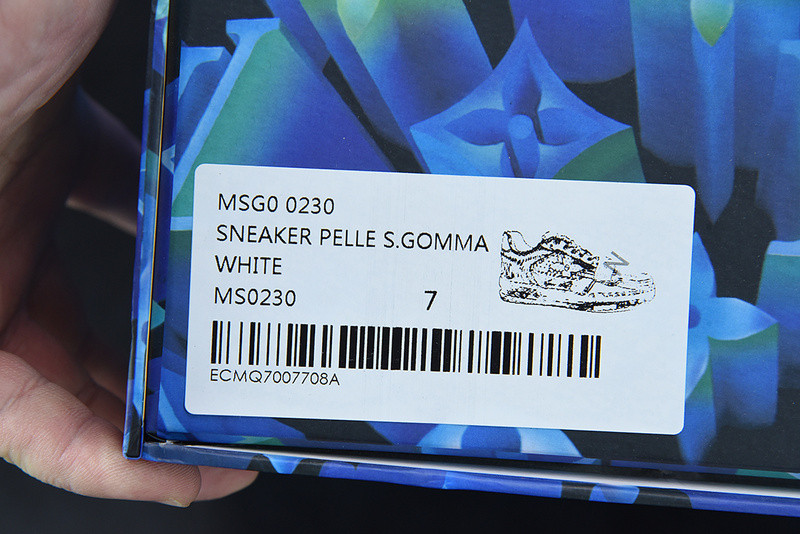 MSG0 0230
SNEAKER PELLE S.GOMMA
WHITE
MS0230 7
ECMQ7007708A